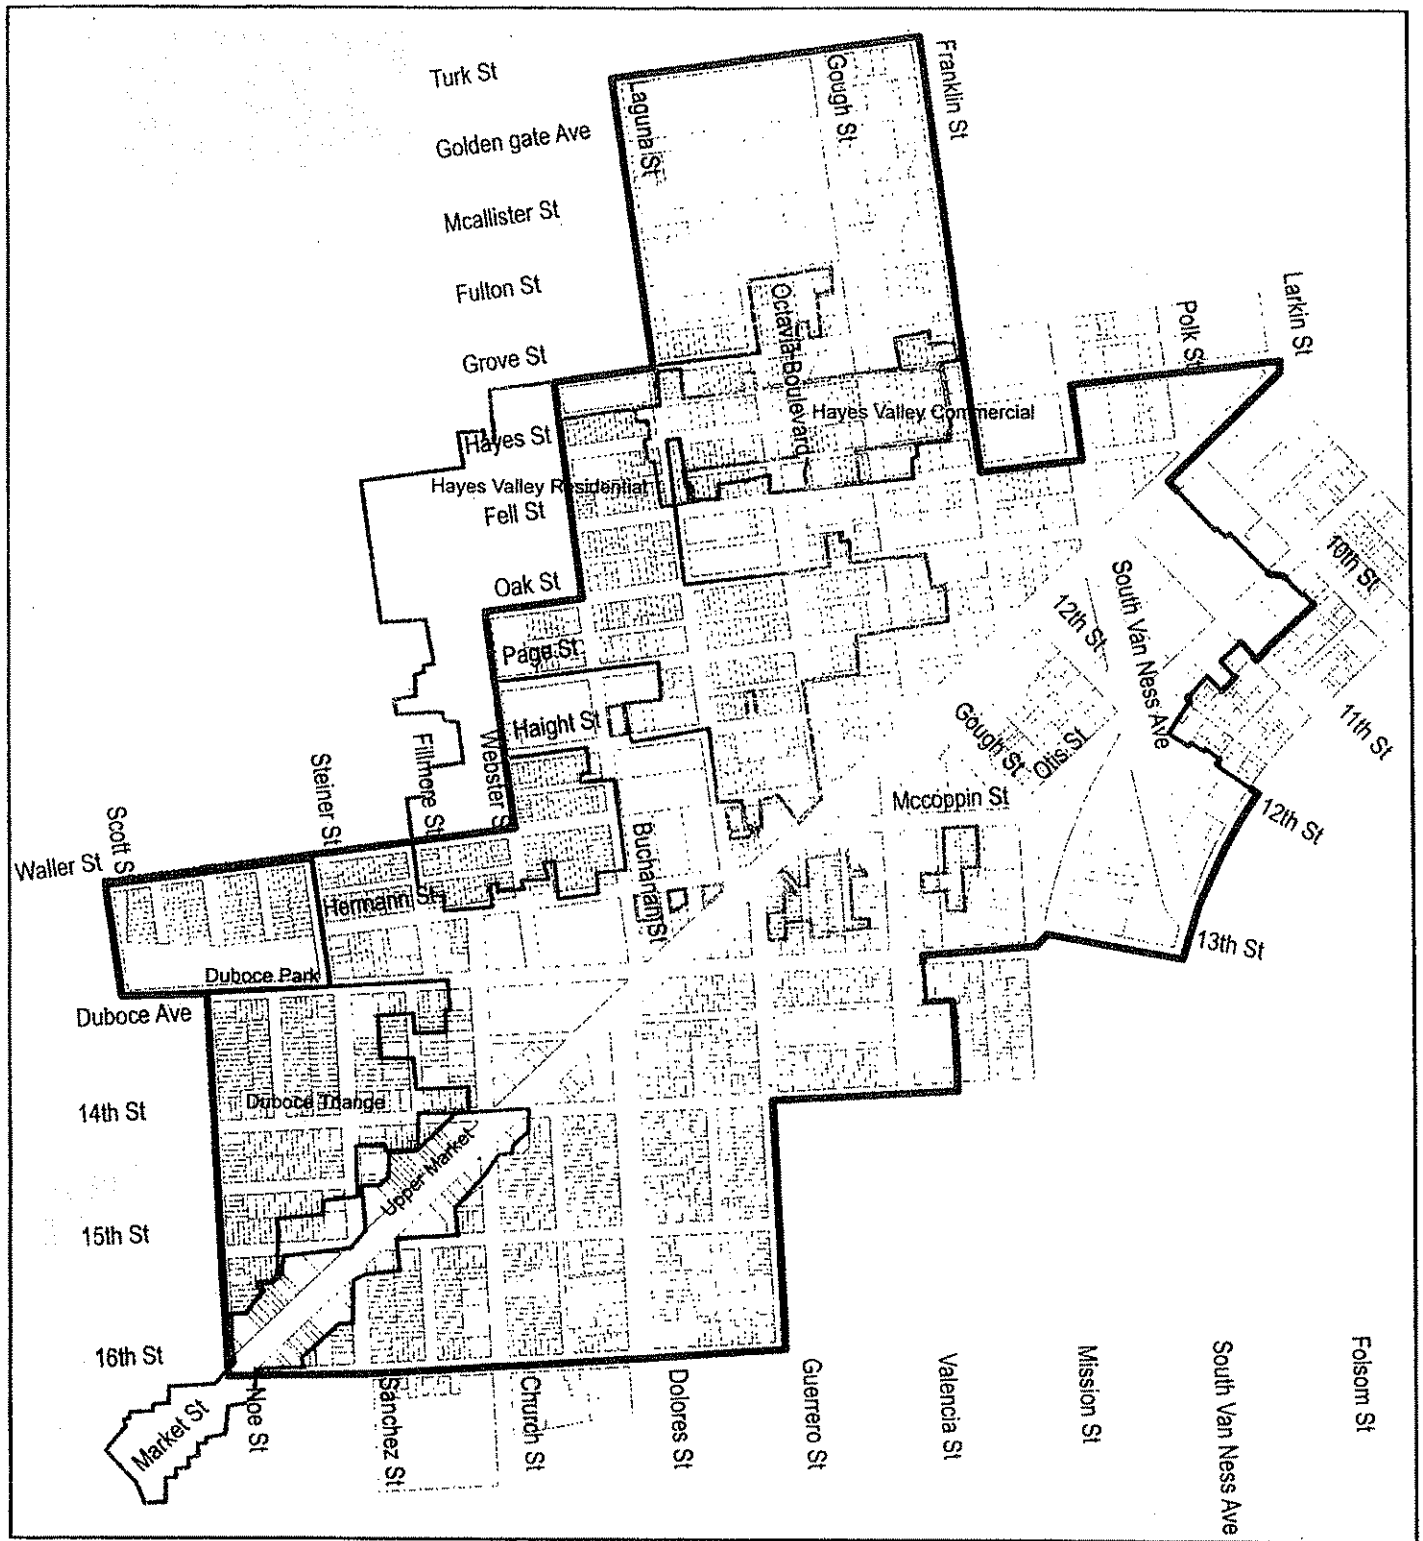 Turk St
Golden gate Ave
Mcallister St
Fulton St
Grove St
Hayes St
Hayes Valley Residential
Fell St
Oak St
Page St
Haight St
Laguna St
Gough St
Franklin St
Octavia Boulevard
Hayes Valley Commercial
Polk St
Larkin St
10th St
11th St
12th St
South Van Ness Ave
12th St
Gough St
Otis St
Mccoppin St
13th St
Webster S
Fillmore St
Steiner St
Scott S
Waller St
Hermann St
Buchanan St
Duboce Park
Duboce Ave
14th St
Duboce Triange
Upper Market
15th St
16th St
Market St
Noe St
Sanchez St
Church St
Dolores St
Guerrero St
Valencia St
Mission St
South Van Ness Ave
Folsom St